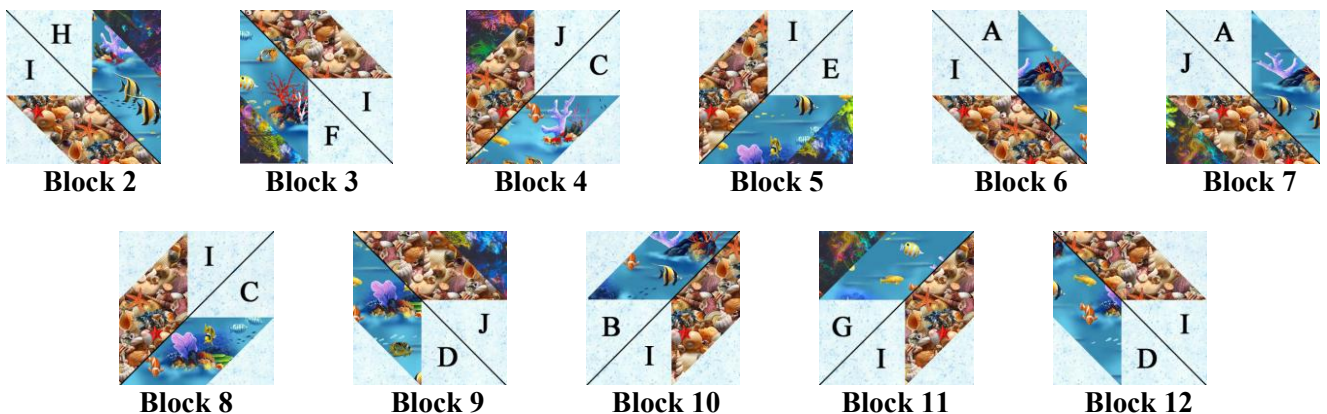 H
I
Block 2
I
F
Block 3
J
C
Block 4
I
E
Block 5
A
I
Block 6
A
J
Block 7
I
C
Block 8
J
D
Block 9
B
I
Block 10
G
I
Block 11
I
D
Block 12